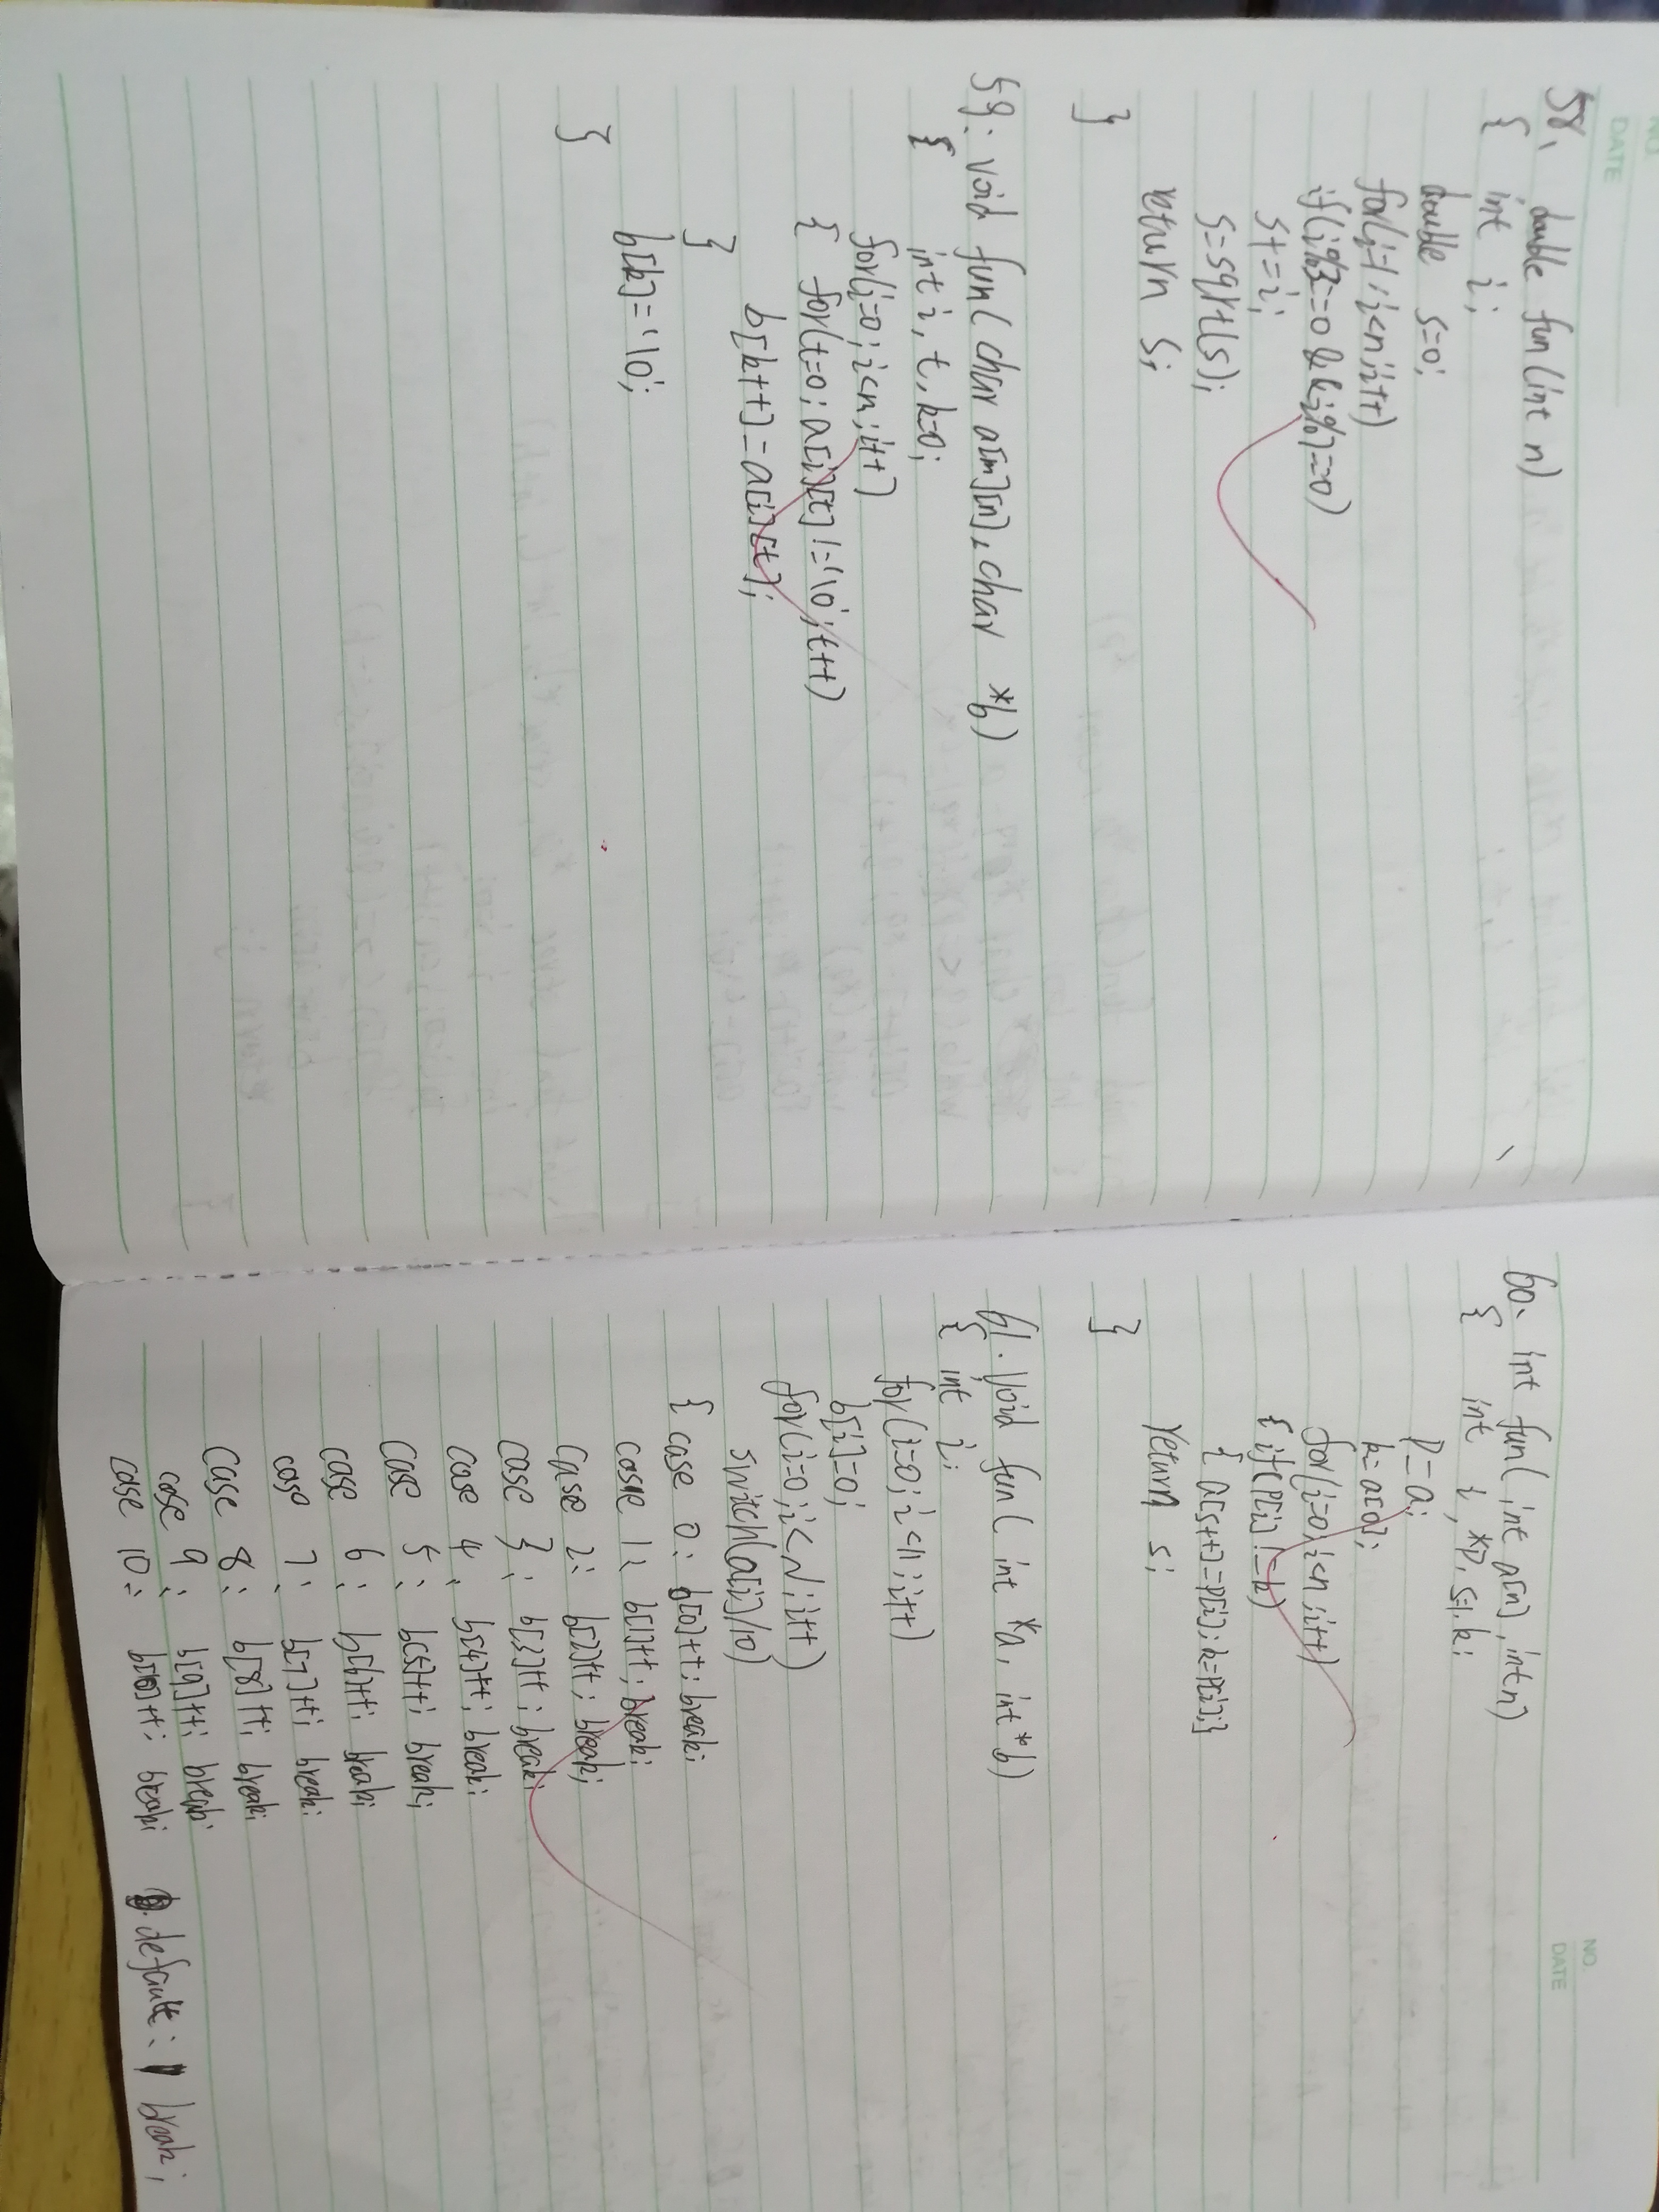 NO.
DATE
58、 double fun(int n)
{ int i;
double s=0;
for(i=1;i<n;i++)
if(i%3==0&&i%7==0)
s+=i;
s=sqrt(s);
return s;
}
59. void fun(char a[m][n], char *b)
{ int i, t, k=0;
for(i=0;i<m;i++)
{ for(t=0;a[i][t]!='\0';t++)
b[k++]=a[i][t];
}
b[k]='\0';
}
NO.
DATE
60、 int fun(int a[n], int n)
{ int i, *p, s=1, k;
p=a;
k=a[0];
for(i=0;i<n;i++)
{ if(p[i]!=k)
{ a[s++]=p[i];k=p[i];}
return s;
}
61. void fun(int *a, int *b)
{ int i;
for(i=0;i<11;i++)
b[i]=0;
for(i=0;i<N;i++)
switch(a[i]/10)
{ case 0: b[0]++; break;
case 1: b[1]++; break;
case 2: b[2]++; break;
case 3: b[3]++; break;
case 4: b[4]++; break;
case 5: b[5]++; break;
case 6: b[6]++; break;
case 7: b[7]++; break;
case 8: b[8]++; break;
case 9: b[9]++; break;
case 10: b[10]++; break; default: break;